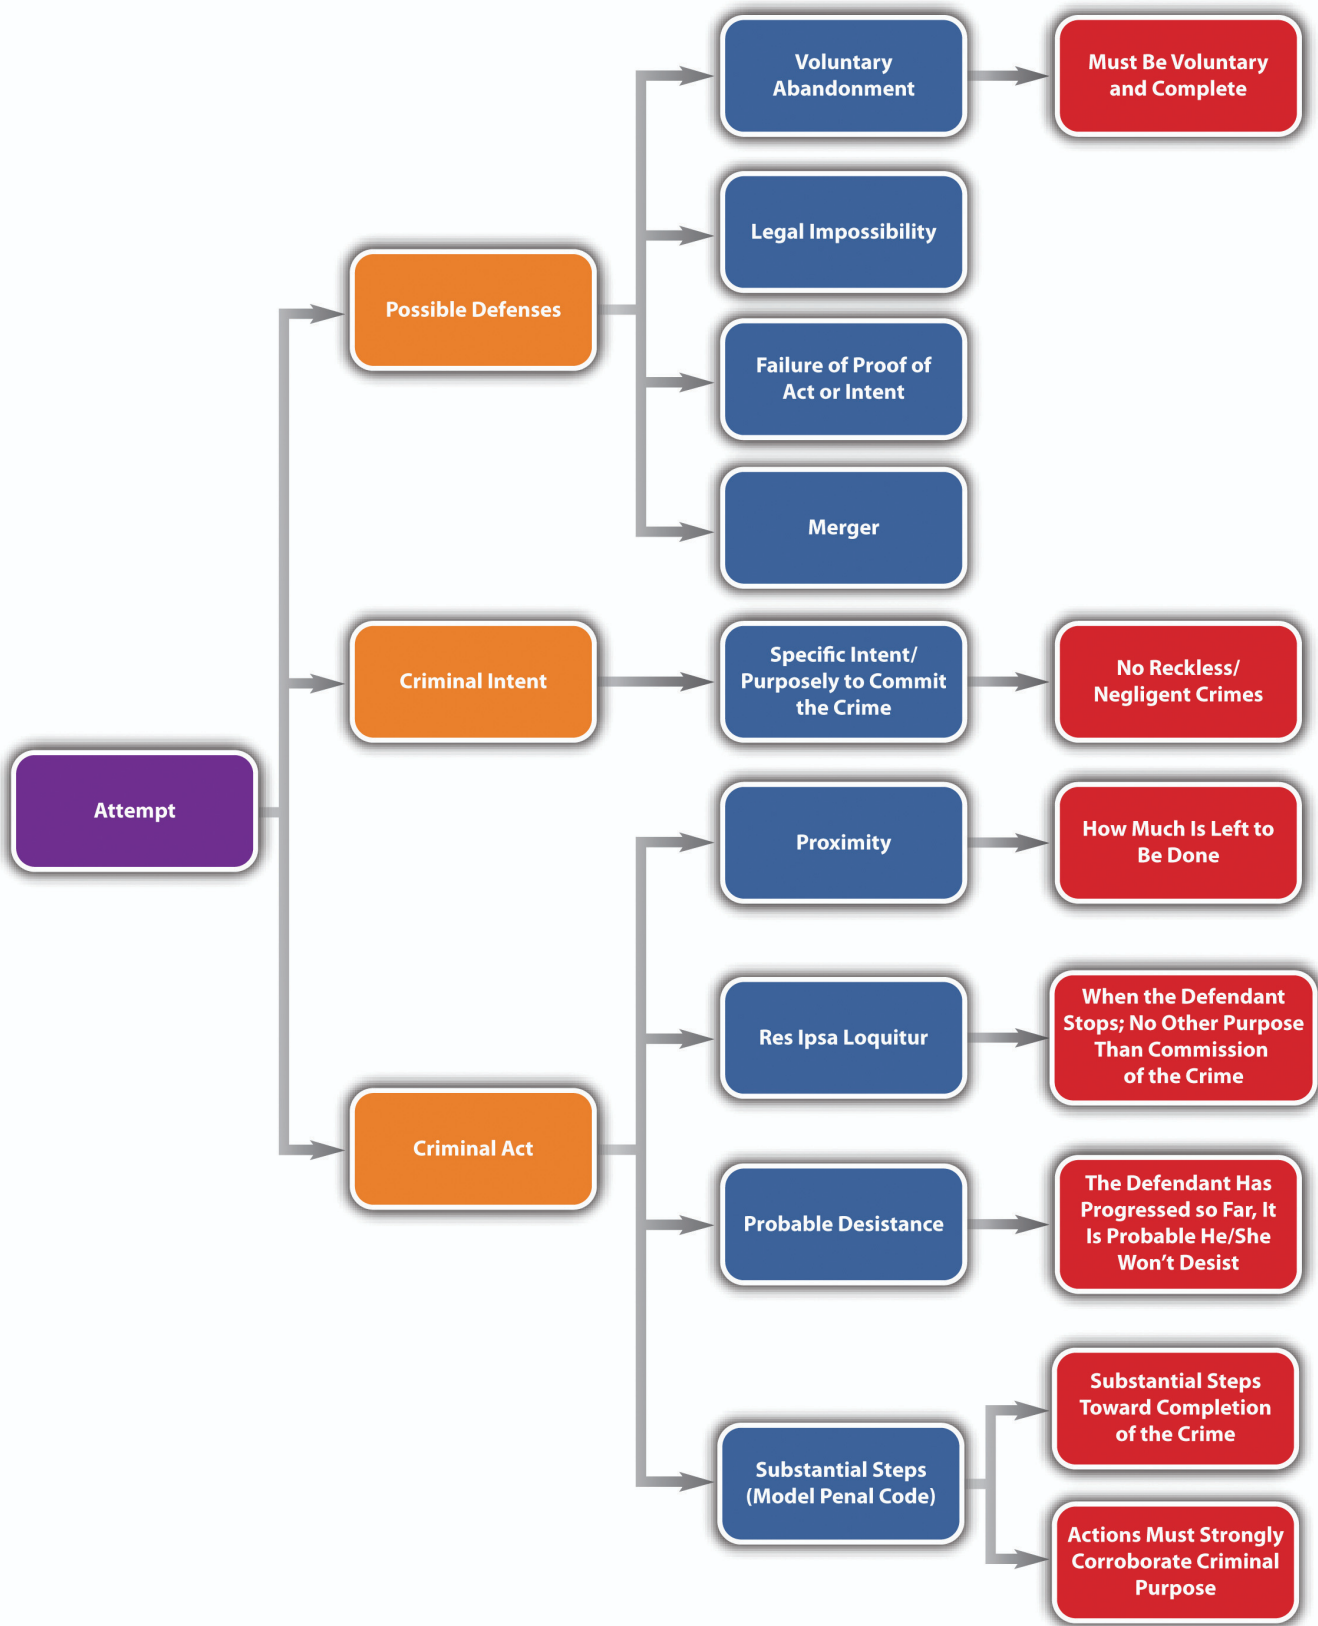 Voluntary
Abandonment
Must Be Voluntary
and Complete
Legal Impossibility
Possible Defenses
Failure of Proof of
Act or Intent
Merger
Criminal Intent
Specific Intent/
Purposely to Commit
the Crime
No Reckless/
Negligent Crimes
Attempt
Proximity
How Much Is Left to
Be Done
Res Ipsa Loquitur
When the Defendant
Stops; No Other Purpose
Than Commission
of the Crime
Criminal Act
Probable Desistance
The Defendant Has
Progressed so Far, It
Is Probable He/She
Won't Desist
Substantial Steps
(Model Penal Code)
Substantial Steps
Toward Completion
of the Crime
Actions Must Strongly
Corroborate Criminal
Purpose